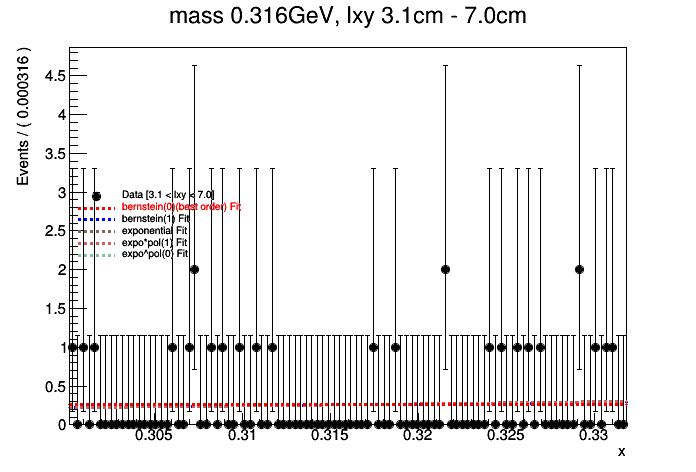 mass 0.316GeV, lxy 3.1cm - 7.0cm
Events / ( 0.000316 )
4.5
4
3.5
3
2.5
2
1.5
1
0.5
0
Data [3.1 < lxy < 7.0]
bernstein(0)(best order) Fit
bernstein(1) Fit
exponential Fit
expo*pol(1) Fit
expo^pol(0) Fit
0.305 0.31 0.315 0.32 0.325 0.33
x